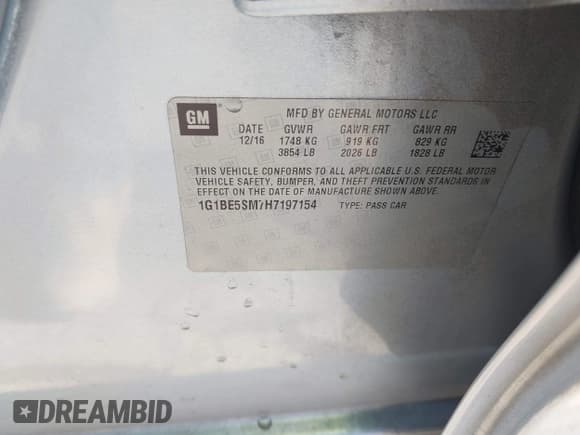 GM
MFD BY GENERAL MOTORS LLC
DATE GVWR GAWR FRT GAWR RR
12/16 1748 KG 919 KG 829 KG
3854 LB 2026 LB 1828 LB
THIS VEHICLE CONFORMS TO ALL APPLICABLE U.S. FEDERAL MOTOR
VEHICLE SAFETY, BUMPER, AND THEFT PREVENTION STANDARDS IN
EFFECT ON THE DATE OF MANUFACTURE SHOWN ABOVE.
1G1BE5SM7H7197154 TYPE: PASS CAR
DREAMBID